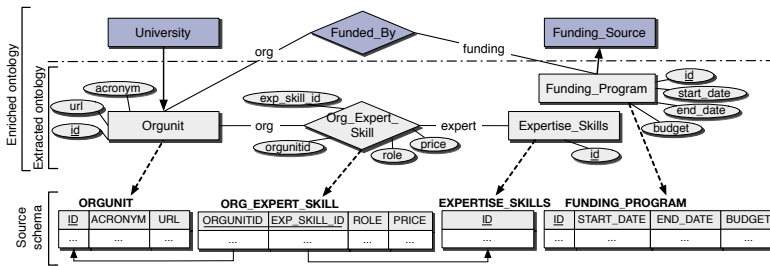 University
Funded_By
Funding_Source
org
funding
Enriched ontology
Extracted ontology
acronym
url
id
Orgunit
exp_skill_id
org
orgunitid
Org_Expert_
Skill
role
price
expert
Expertise_Skills
id
Funding_Program
id
start_date
end_date
budget
Source
schema
ORGUNIT
ID ACRONYM URL
... ... ...
ORG_EXPERT_SKILL
ORGUNITID EXP_SKILL_ID ROLE PRICE
... ... ... ...
EXPERTISE_SKILLS
ID
...
FUNDING_PROGRAM
ID START_DATE END_DATE BUDGET
... ... ... ...